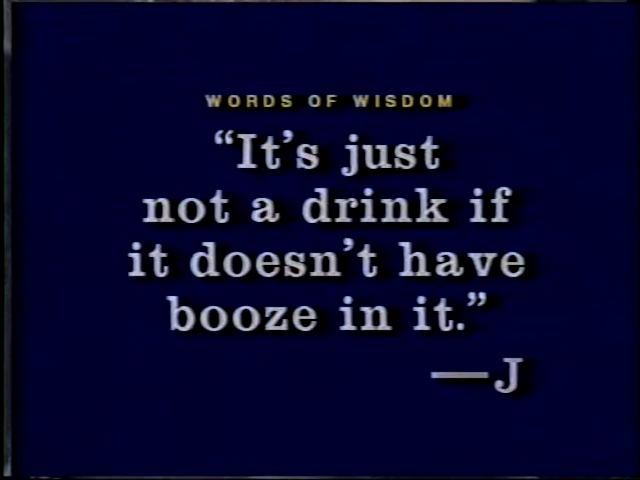 WORDS OF WISDOM
“It’s just
not a drink if
it doesn’t have
booze in it.”
—J